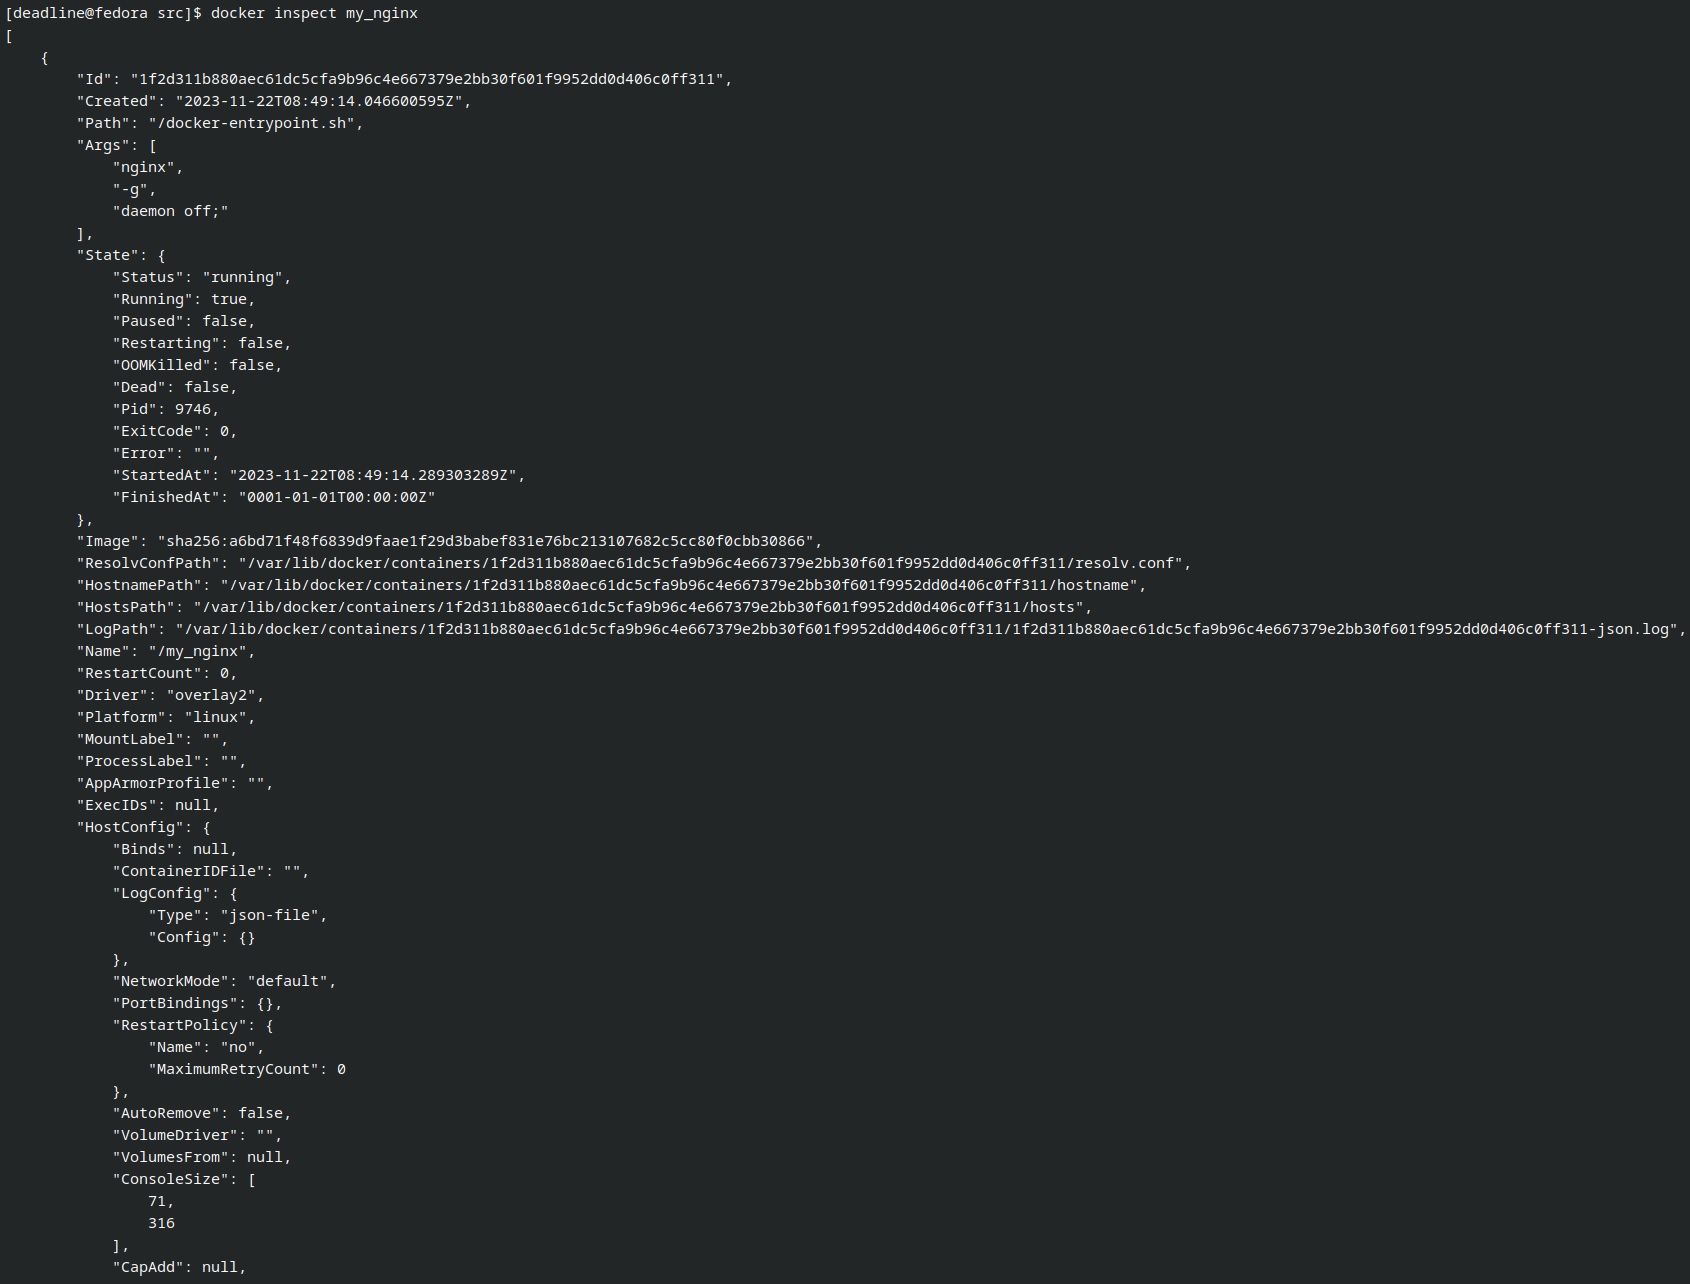 [deadline@fedora src]$ docker inspect my_nginx
[
    {
        "Id": "1f2d311b880aec61dc5cfa9b96c4e667379e2bb30f601f9952dd0d406c0ff311",
        "Created": "2023-11-22T08:49:14.046600595Z",
        "Path": "/docker-entrypoint.sh",
        "Args": [
            "nginx",
            "-g",
            "daemon off;"
        ],
        "State": {
            "Status": "running",
            "Running": true,
            "Paused": false,
            "Restarting": false,
            "OOMKilled": false,
            "Dead": false,
            "Pid": 9746,
            "ExitCode": 0,
            "Error": "",
            "StartedAt": "2023-11-22T08:49:14.289303289Z",
            "FinishedAt": "0001-01-01T00:00:00Z"
        },
        "Image": "sha256:a6bd71f48f6839d9faae1f29d3babef831e76bc213107682c5cc80f0cbb30866",
        "ResolvConfPath": "/var/lib/docker/containers/1f2d311b880aec61dc5cfa9b96c4e667379e2bb30f601f9952dd0d406c0ff311/resolv.conf",
        "HostnamePath": "/var/lib/docker/containers/1f2d311b880aec61dc5cfa9b96c4e667379e2bb30f601f9952dd0d406c0ff311/hostname",
        "HostsPath": "/var/lib/docker/containers/1f2d311b880aec61dc5cfa9b96c4e667379e2bb30f601f9952dd0d406c0ff311/hosts",
        "LogPath": "/var/lib/docker/containers/1f2d311b880aec61dc5cfa9b96c4e667379e2bb30f601f9952dd0d406c0ff311/1f2d311b880aec61dc5cfa9b96c4e667379e2bb30f601f9952dd0d406c0ff311-json.log",
        "Name": "/my_nginx",
        "RestartCount": 0,
        "Driver": "overlay2",
        "Platform": "linux",
        "MountLabel": "",
        "ProcessLabel": "",
        "AppArmorProfile": "",
        "ExecIDs": null,
        "HostConfig": {
            "Binds": null,
            "ContainerIDFile": "",
            "LogConfig": {
                "Type": "json-file",
                "Config": {}
            },
            "NetworkMode": "default",
            "PortBindings": {},
            "RestartPolicy": {
                "Name": "no",
                "MaximumRetryCount": 0
            },
            "AutoRemove": false,
            "VolumeDriver": "",
            "VolumesFrom": null,
            "ConsoleSize": [
                71,
                316
            ],
            "CapAdd": null,